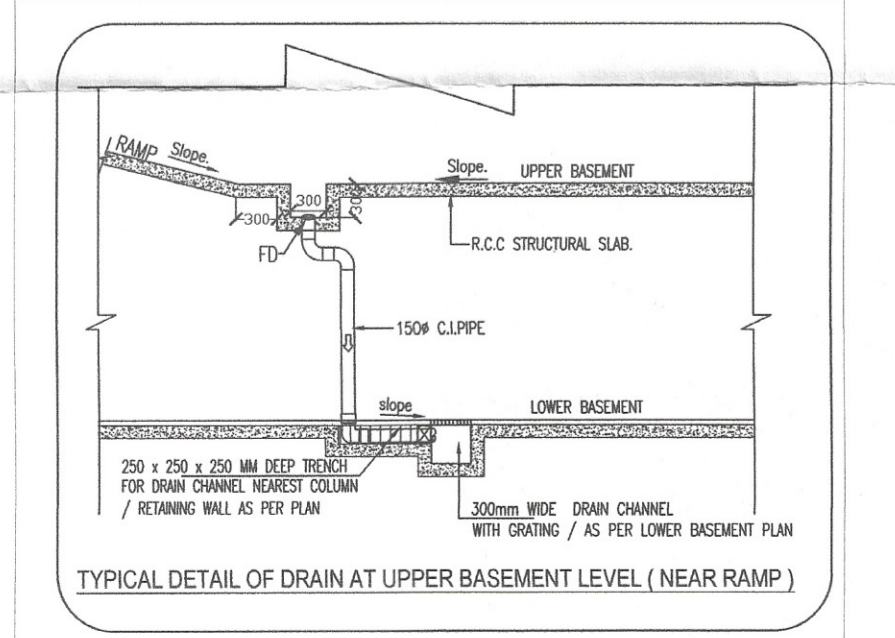 RAMP Slope.
Slope. UPPER BASEMENT
300 300 300
FD
R.C.C STRUCTURAL SLAB.
150ø C.I.PIPE
slope LOWER BASEMENT
250 x 250 x 250 MM DEEP TRENCH
FOR DRAIN CHANNEL NEAREST COLUMN
/ RETAINING WALL AS PER PLAN
300mm WIDE DRAIN CHANNEL
WITH GRATING / AS PER LOWER BASEMENT PLAN
TYPICAL DETAIL OF DRAIN AT UPPER BASEMENT LEVEL ( NEAR RAMP )